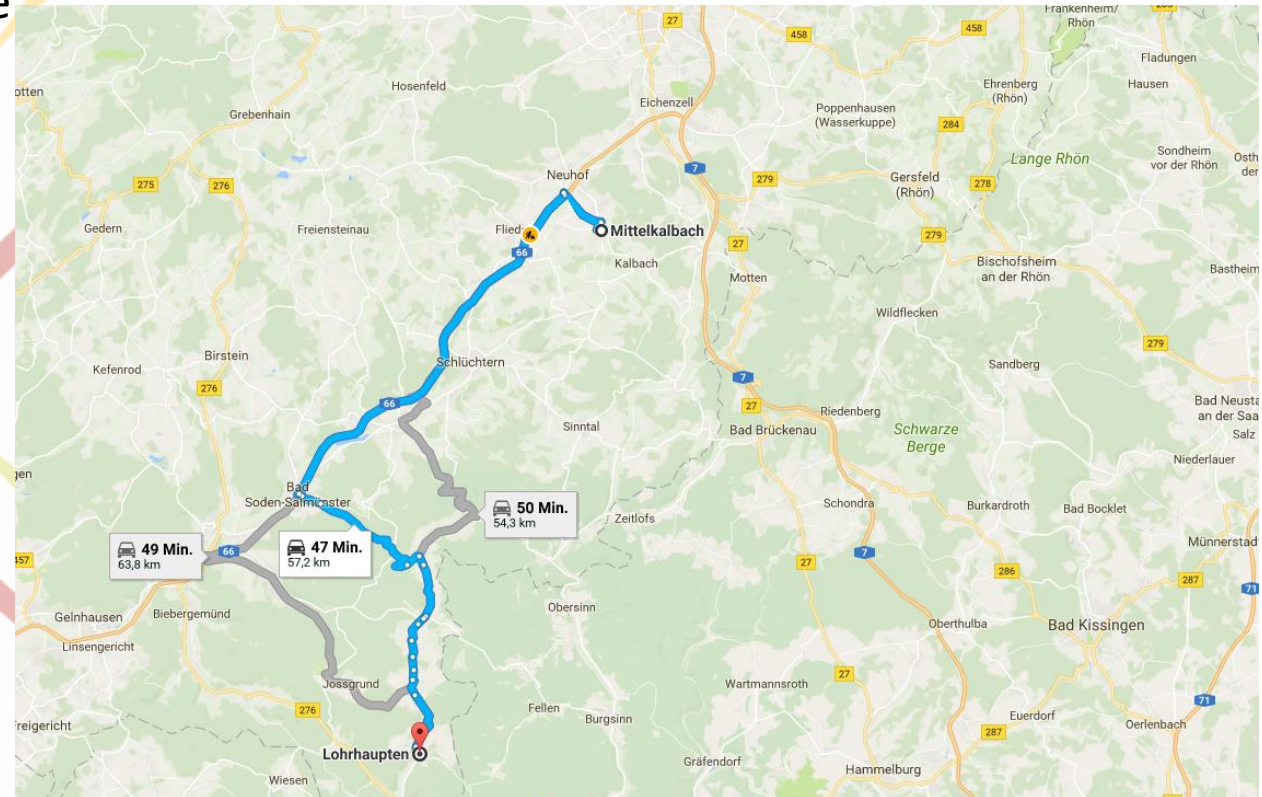 e
27
458
458
Frankenheim/
Rhön
Fladungen
otten
Hosenfeld
Ehrenberg
(Rhön)
Hausen
Grebenhain
Eichenzell
Poppenhausen
(Wasserkuppe)
284
Lange Rhön
Sondheim
vor der Rhön
Osth
der
7
Neuhof
275
276
279
Gersfeld
(Rhön)
278
Gedern
Freiensteinau
Flied
Mittelkalbach
66
27
279
Kalbach
Motten
Bischofsheim
an der Rhön
Bastheim
Wildflecken
279
Birstein
Schlüchtern
Kefenrod
Sandberg
276
7
66
27
Riedenberg
Bad Neusta
an der Saa
Salz
Sinntal
Bad Brückenau
Schwarze
Berge
Niederlauer
gen
Bad
Soden-Salmünster
50 Min.
54,3 km
Zeitlofs
Schondra
Burkardroth
Bad Bocklet
49 Min.
63,8 km
66
47 Min.
57,2 km
7
Münnerstad
457
27
286
287
71
Gelnhausen
Biebergemünd
Obersinn
Oberthulba
Bad Kissingen
Linsengericht
27
Jossgrund
Wartmannsroth
71
276
Fellen
Burgsinn
Euerdorf
Oerlenbach
reigericht
287
Lohrhaupten
Gräfendorf
Hammelburg
Wiesen